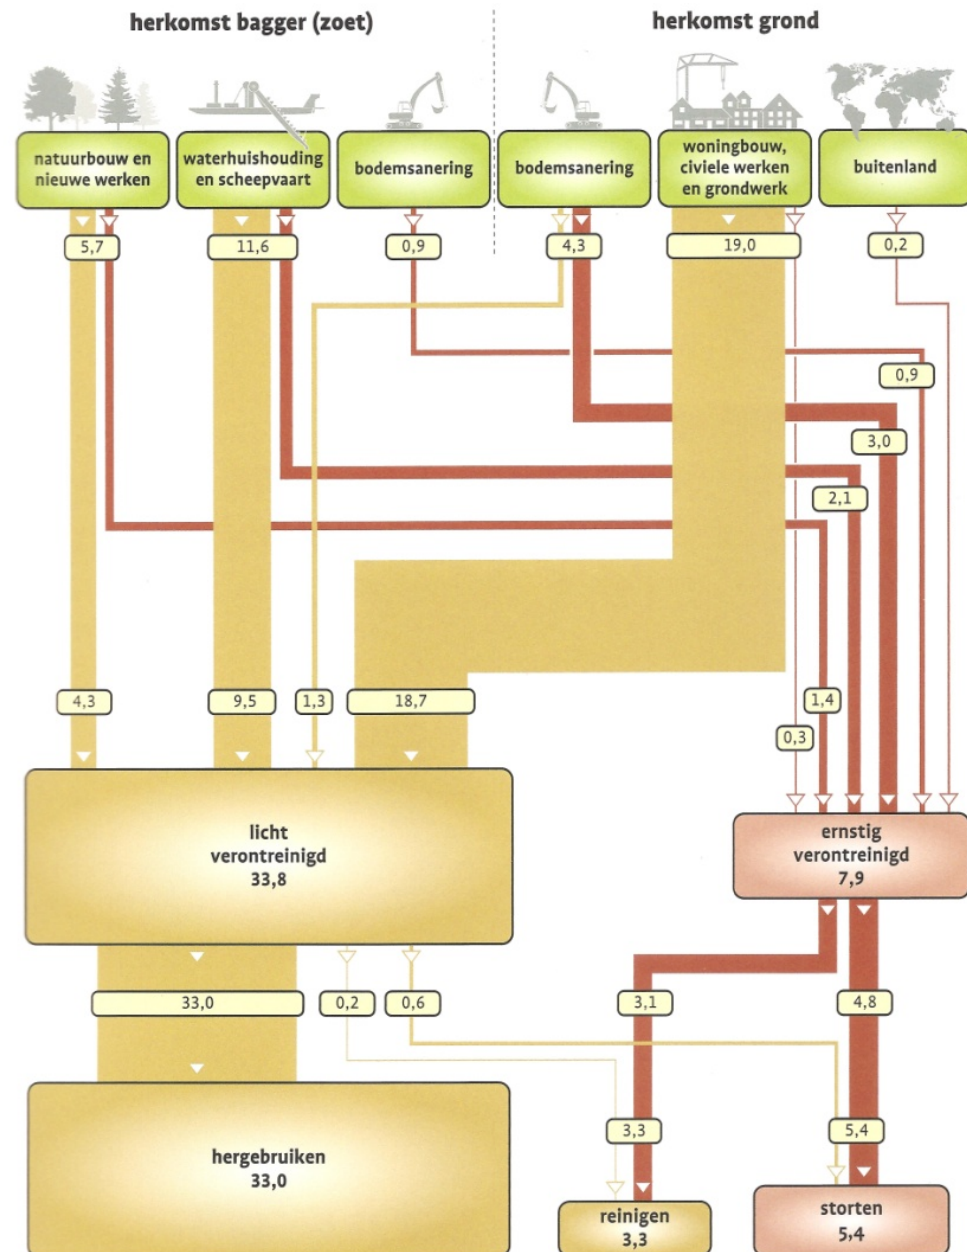 herkomst bagger (zoet)
herkomst grond
natuurbouw en
nieuwe werken
waterhuishouding
en scheepvaart
bodemsanering
bodemsanering
woningbouw,
civiele werken
en grondwerk
buitenland
5,7
11,6
0,9
4,3
19,0
0,2
0,9
3,0
2,1
4,3
9,5
1,3
18,7
1,4
0,3
licht
verontreinigd
33,8
ernstig
verontreinigd
7,9
33,0
0,2
0,6
3,1
4,8
3,3
5,4
hergebruiken
33,0
reinigen
3,3
storten
5,4